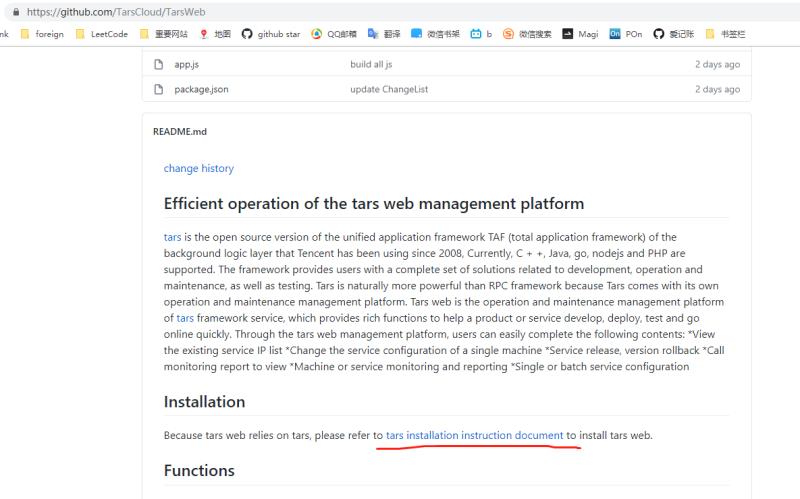 https://github.com/TarsCloud/TarsWeb
nk foreign LeetCode 重要网站 地图 github star QQ邮箱 翻译 微信书架 b 微信搜索 Magi On POn 爱记账 书签栏
app.js build all js 2 days ago
package.json update ChangeList 2 days ago
README.md
change history
Efficient operation of the tars web management platform
tars is the open source version of the unified application framework TAF (total application framework) of the
background logic layer that Tencent has been using since 2008, Currently, C + +, Java, go, nodejs and PHP are
supported. The framework provides users with a complete set of solutions related to development, operation and
maintenance, as well as testing. Tars is naturally more powerful than RPC framework because Tars comes with its own
operation and maintenance management platform. Tars web is the operation and maintenance management platform
of tars framework service, which provides rich functions to help a product or service develop, deploy, test and go
online quickly. Through the tars web management platform, users can easily complete the following contents: *View
the existing service IP list *Change the service configuration of a single machine *Service release, version rollback *Call
monitoring report to view *Machine or service monitoring and reporting *Single or batch service configuration
Installation
Because tars web relies on tars, please refer to tars installation instruction document to install tars web.
Functions